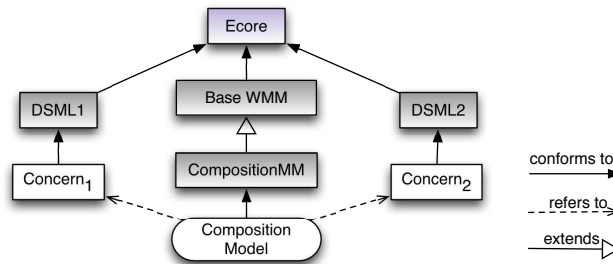 Ecore
DSML1
Base WMM
DSML2
conforms to
Concern1
CompositionMM
Concern2
refers to
Composition
Model
extends